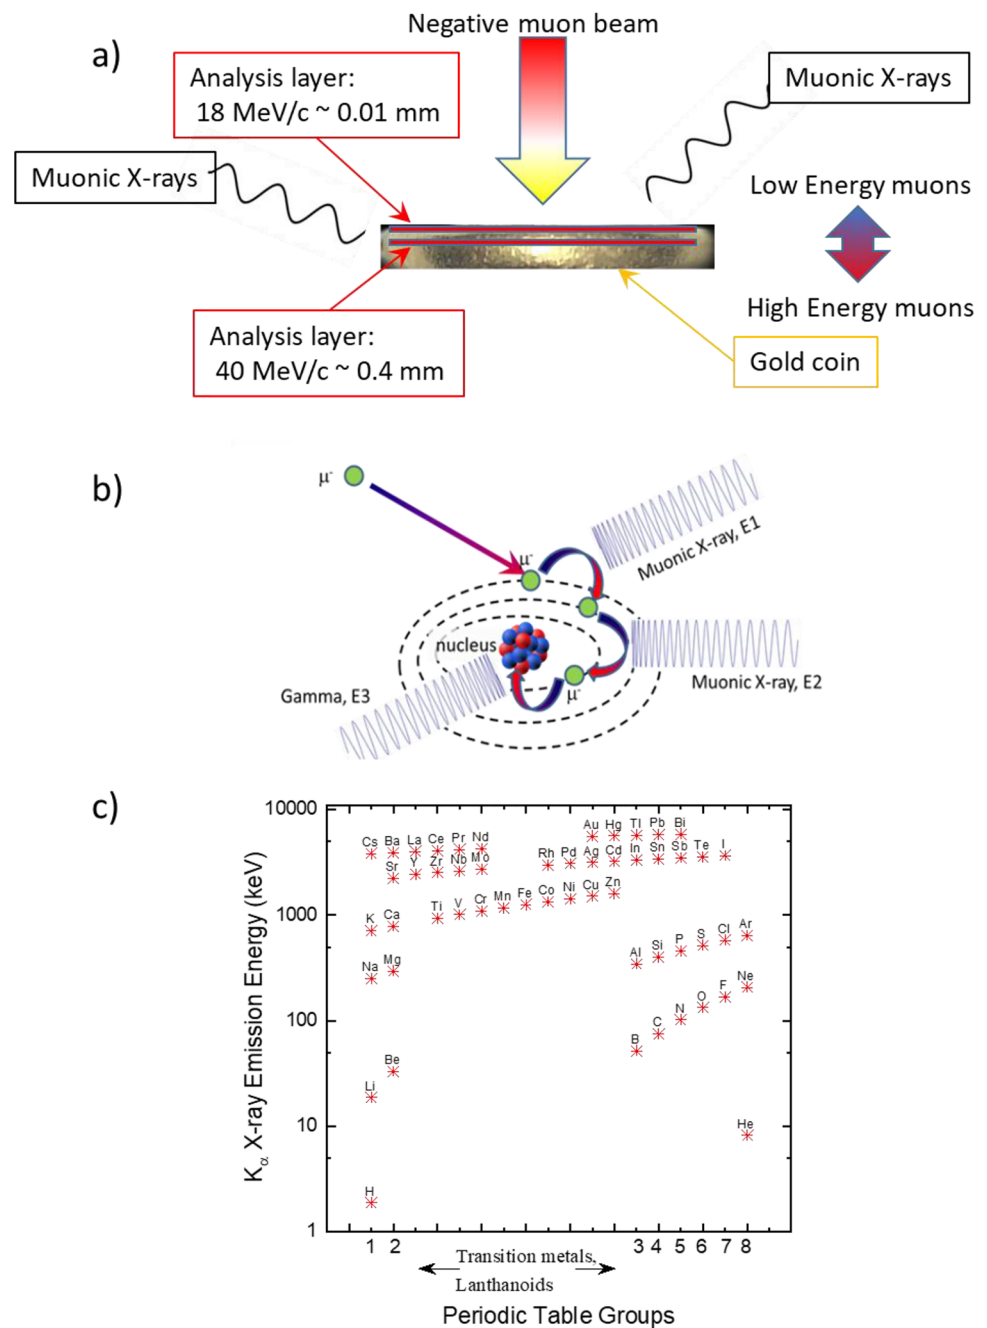 a)
Negative muon beam
Analysis layer:
18 MeV/c ~ 0.01 mm
Muonic X-rays
Muonic X-rays
Low Energy muons
High Energy muons
Analysis layer:
40 MeV/c ~ 0.4 mm
Gold coin
b)
μ-
μ-
Muonic X-ray, E1
nucleus
Muonic X-ray, E2
μ-
Gamma, E3
c)
Kα X-ray Emission Energy (keV)
10000
1000
100
10
1
Au Hg Tl Pb Bi
Cs Ba La Ce Pr Nd
Rh Pd Ag Cd In Sn Sb Te I
Sr Y Zr Nb Mo
Ti V Cr Mn Fe Co Ni Cu Zn
K Ca
Al Si P S Cl Ar
Na Mg
B C N O F Ne
Be
Li
He
H
1 2 3 4 5 6 7 8
Transition metals,
Lanthanoids
Periodic Table Groups